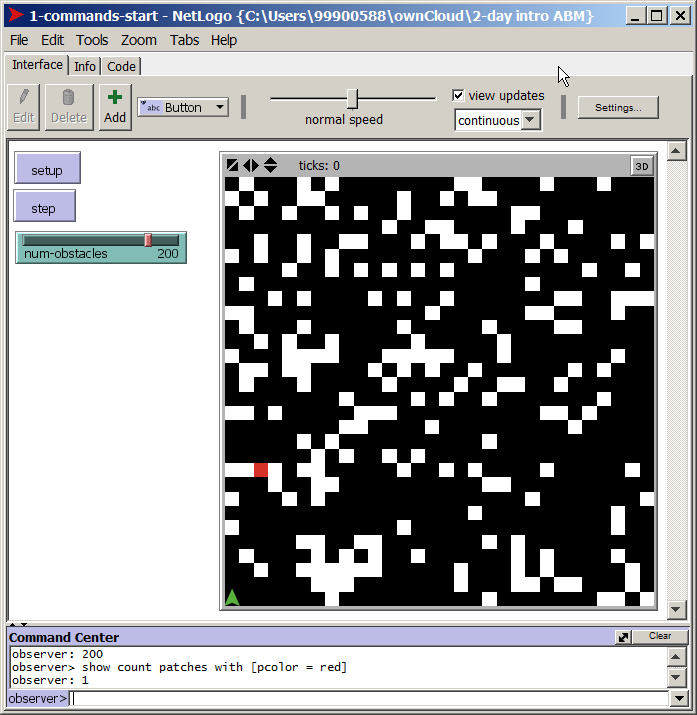 1-commands-start - NetLogo {C:\Users\99900588\ownCloud\2-day intro ABM}
File Edit Tools Zoom Tabs Help
Interface Info Code
Edit Delete Add abc Button normal speed view updates continuous Settings...
setup
step
num-obstacles 200
ticks: 0 3D
Command Center Clear
observer: 200
observer> show count patches with [pcolor = red]
observer: 1
observer>